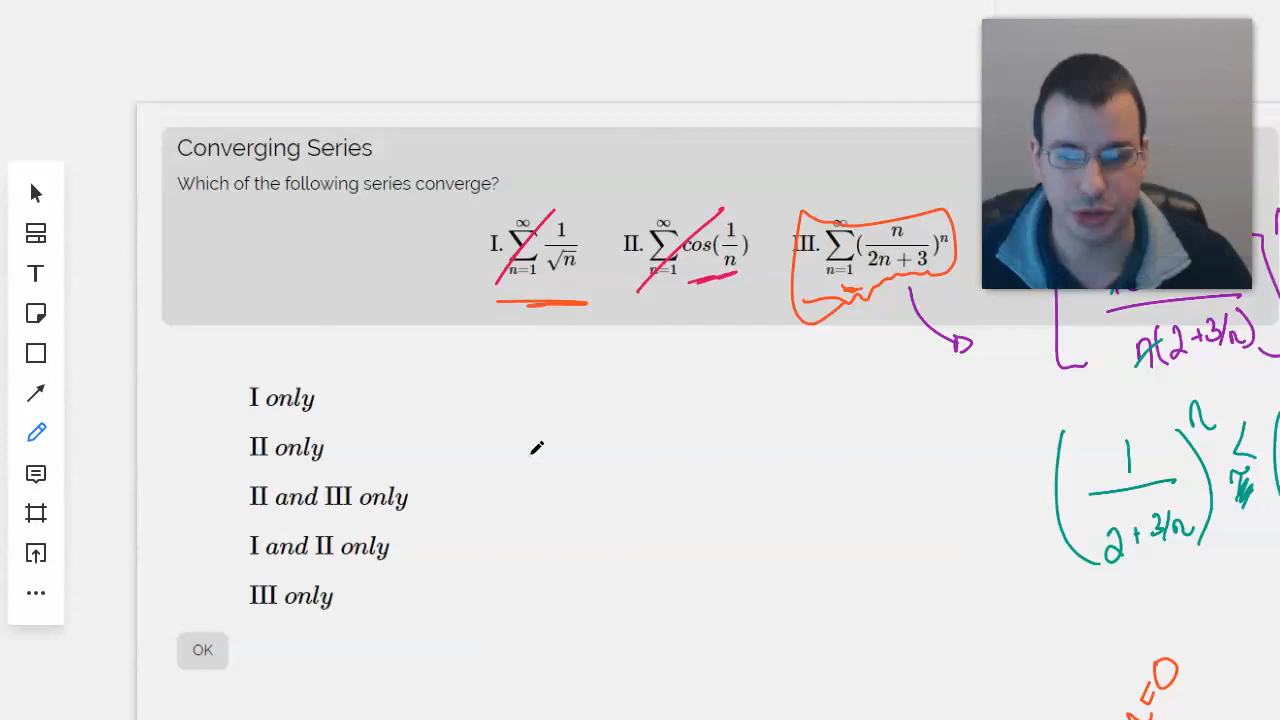 Converging Series
Which of the following series converge?
I. ∑_{n=1}^{∞} 1/√n    II. ∑_{n=1}^{∞} cos(1/n)    III. ∑_{n=1}^{∞} (n/(2n + 3))^n
n(2+3/n)
(1/(2+3/n))^n <
I only
II only
II and III only
I and II only
III only
OK
=0
T